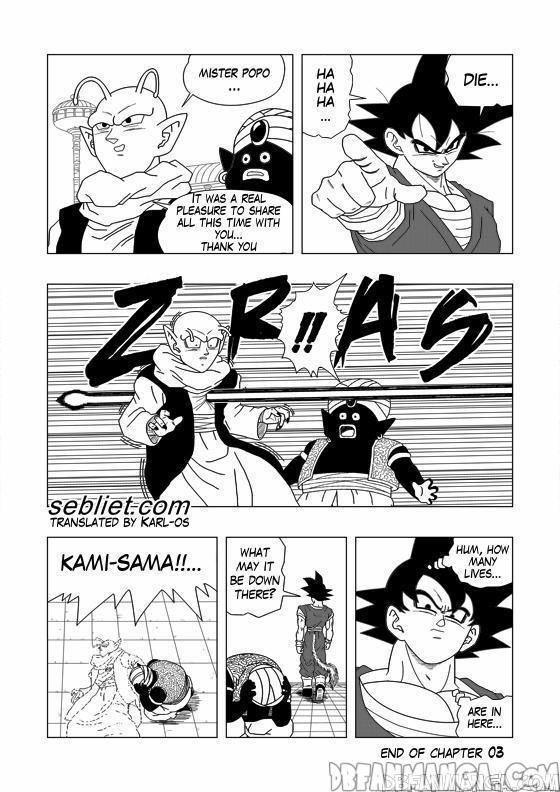 MISTER POPO
...
IT WAS A REAL
PLEASURE TO SHARE
ALL THIS TIME WITH
YOU...
THANK YOU
HA
HA
HA
...
DIE...
ZRAS
!!
sebliet.com
TRANSLATED BY KARL-OS
KAMI-SAMA!!...
WHAT
MAY IT
BE DOWN
THERE?
HUM, HOW
MANY
LIVES...
ARE IN
HERE...
END OF CHAPTER 03
DBFANMANGA.COM